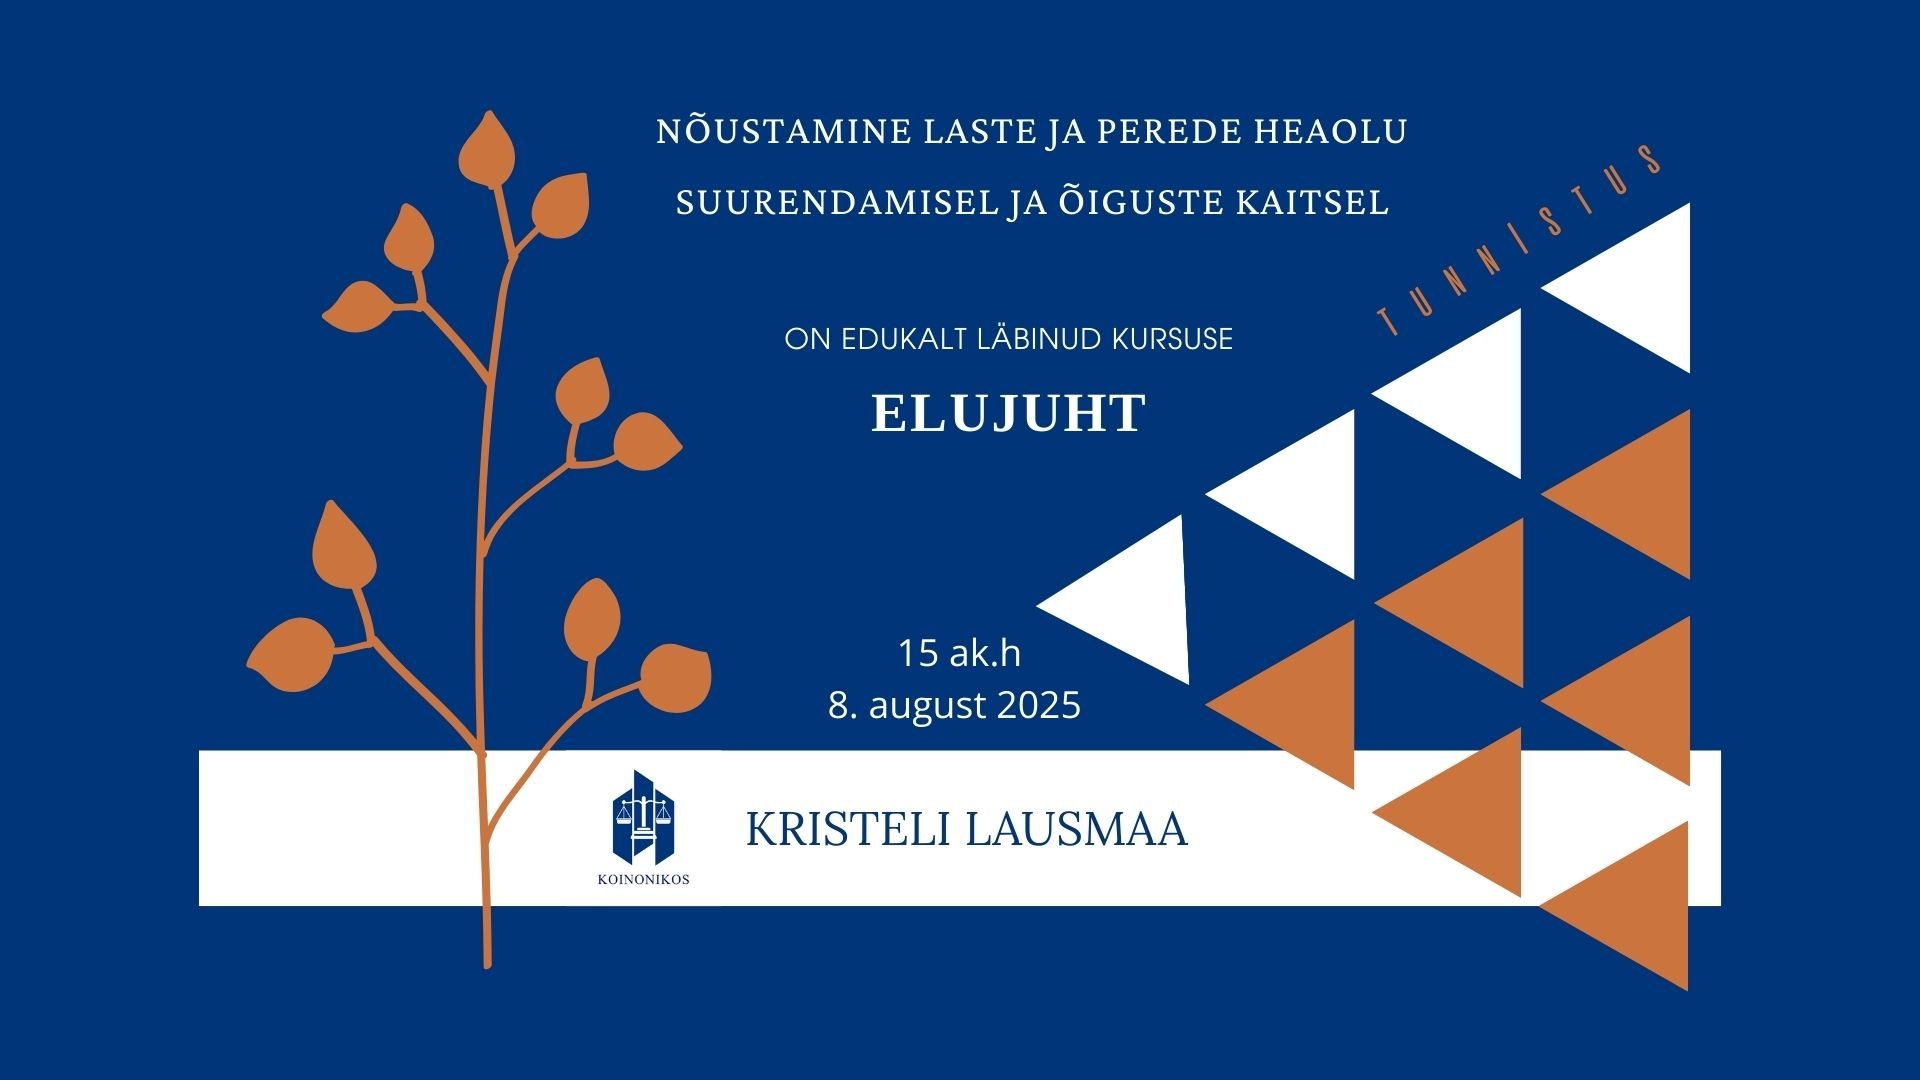 NÕUSTAMINE LASTE JA PEREDE HEAOLU
SUURENDAMISEL JA ÕIGUSTE KAITSEL
TUNNISTUS
ON EDUKALT LÄBINUD KURSUSE
ELUJUHT
15 ak.h
8. august 2025
KOINONIKOS
KRISTELI LAUSMAA